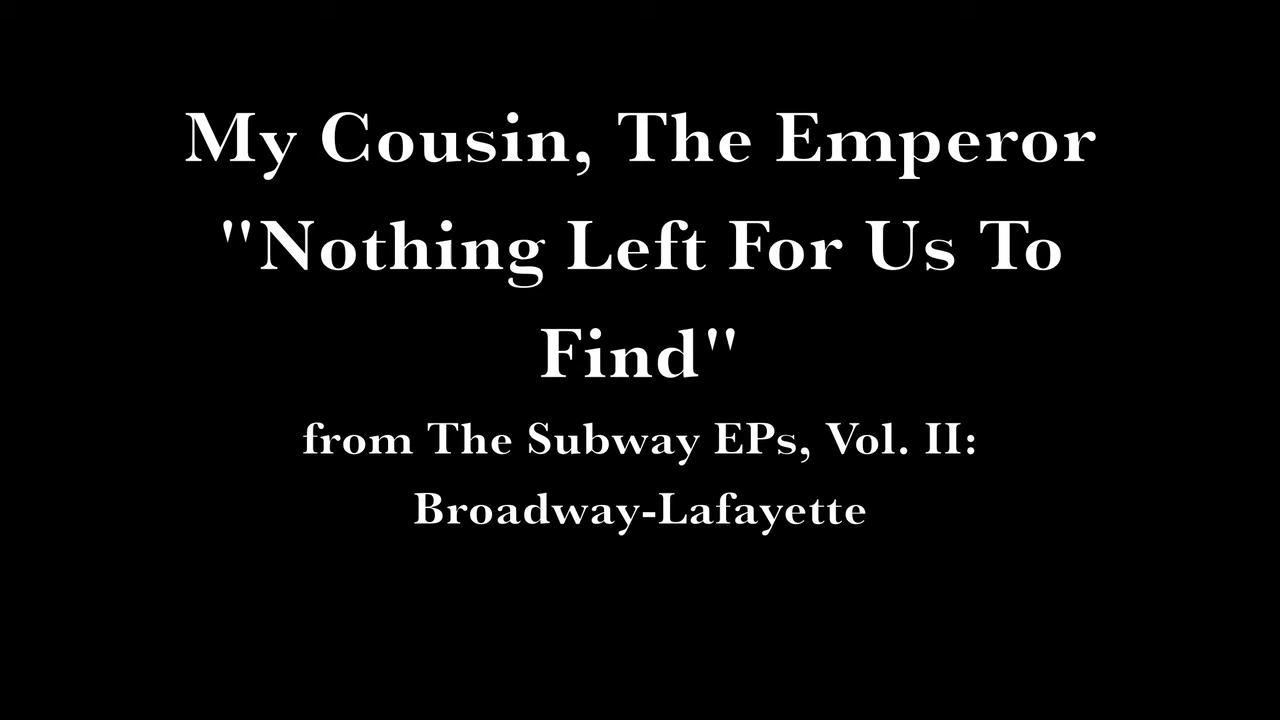 My Cousin, The Emperor
"Nothing Left For Us To
Find"
from The Subway EPs, Vol. II:
Broadway-Lafayette